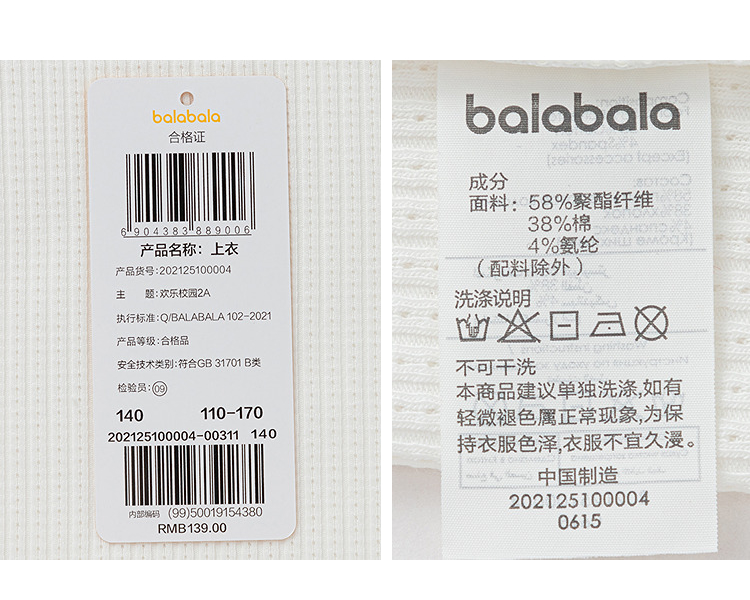 balabala
合格证
6904383889006
产品名称：上衣
产品货号：202125100004
主 题：欢乐校园2A
执行标准：Q/BALABALA 102-2021
产品等级：合格品
安全技术类别：符合GB 31701 B类
检验员：09
140 110-170
202125100004-00311 140
内部编码 (99)50019154380
RMB139.00
balabala
成分
面料：58%聚酯纤维
38%棉
4%氨纶
（配料除外）
洗涤说明
不可干洗
本商品建议单独洗涤,如有
轻微褪色属正常现象,为保
持衣服色泽,衣服不宜久漫。
中国制造
202125100004
0615